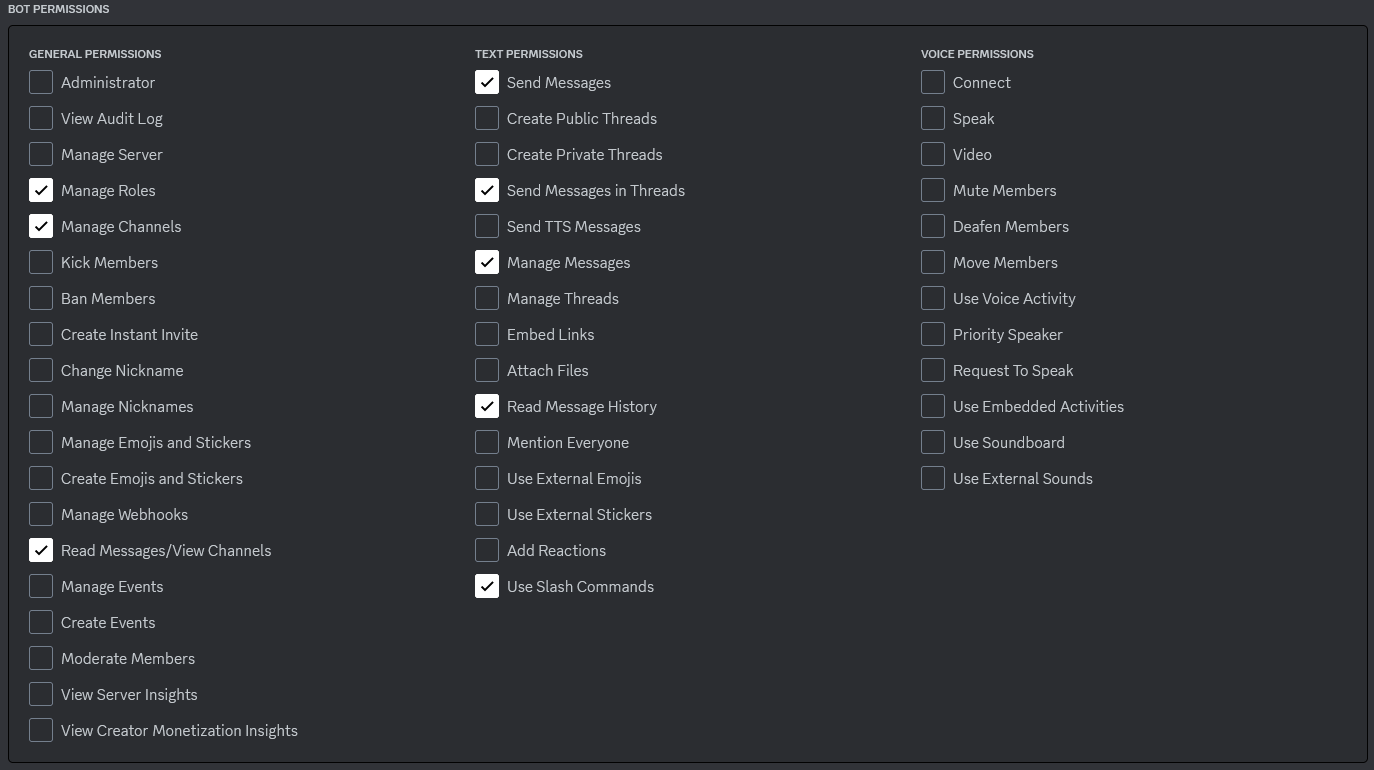 BOT PERMISSIONS
GENERAL PERMISSIONS
Administrator
View Audit Log
Manage Server
Manage Roles
Manage Channels
Kick Members
Ban Members
Create Instant Invite
Change Nickname
Manage Nicknames
Manage Emojis and Stickers
Create Emojis and Stickers
Manage Webhooks
Read Messages/View Channels
Manage Events
Create Events
Moderate Members
View Server Insights
View Creator Monetization Insights
TEXT PERMISSIONS
Send Messages
Create Public Threads
Create Private Threads
Send Messages in Threads
Send TTS Messages
Manage Messages
Manage Threads
Embed Links
Attach Files
Read Message History
Mention Everyone
Use External Emojis
Use External Stickers
Add Reactions
Use Slash Commands
VOICE PERMISSIONS
Connect
Speak
Video
Mute Members
Deafen Members
Move Members
Use Voice Activity
Priority Speaker
Request To Speak
Use Embedded Activities
Use Soundboard
Use External Sounds